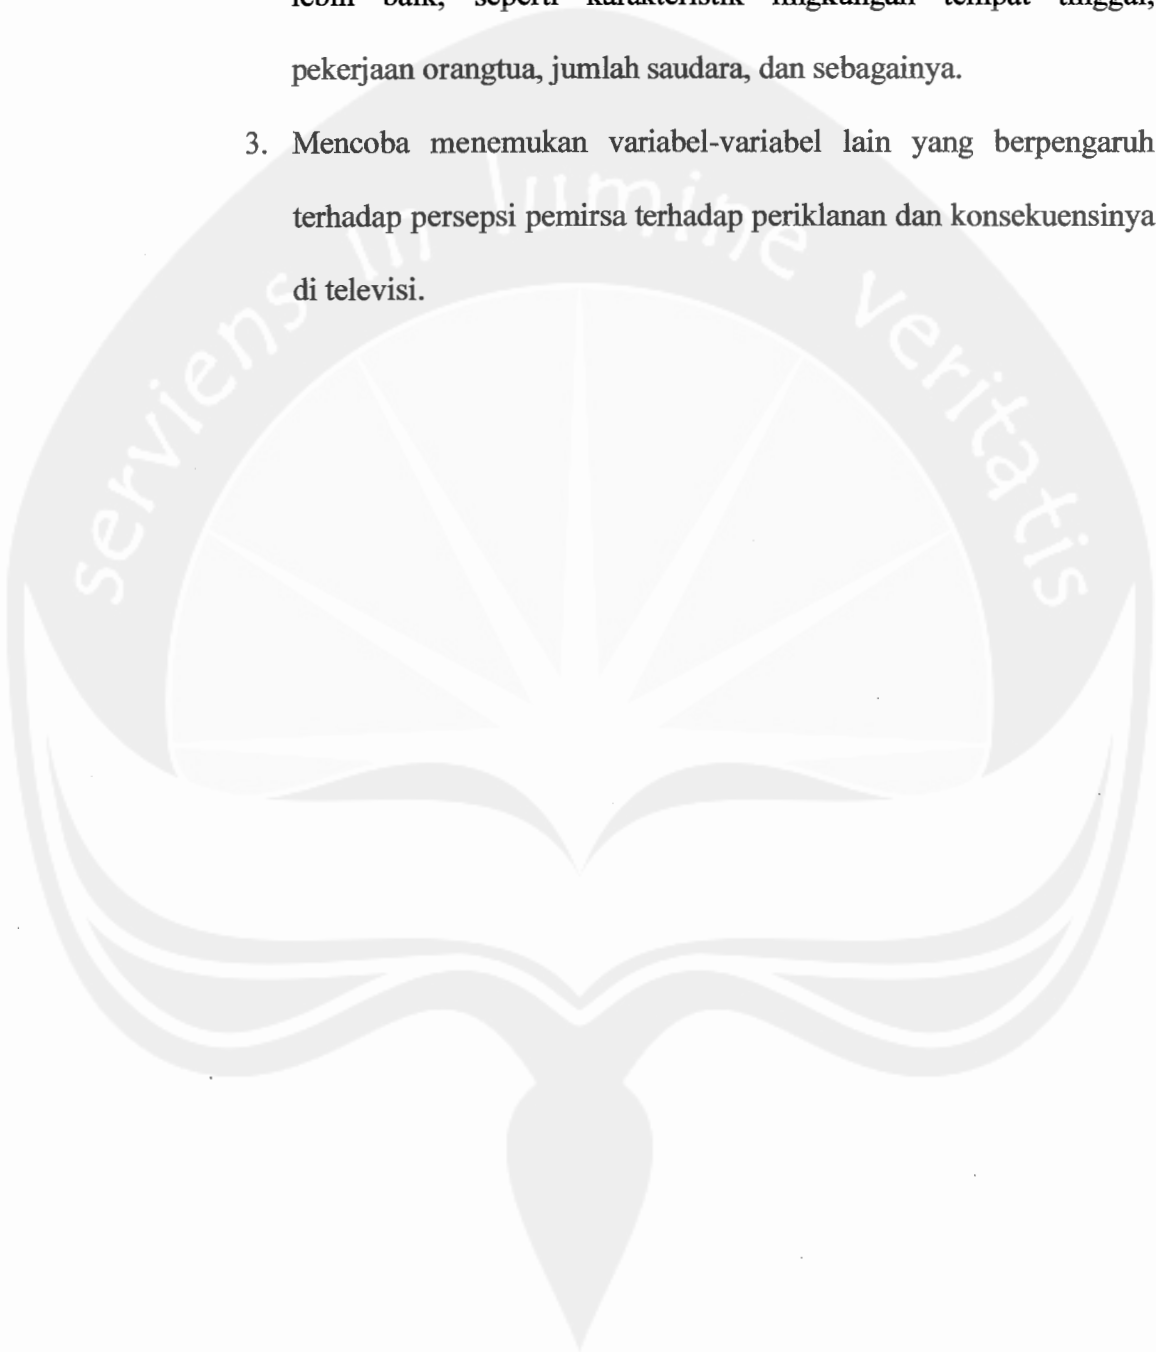 lebih baik, seperti karakteristik lingkungan tempat tinggal,
pekerjaan orangtua, jumlah saudara, dan sebagainya.
3. Mencoba menemukan variabel-variabel lain yang berpengaruh
terhadap persepsi pemirsa terhadap periklanan dan konsekuensinya
di televisi.
serviens in lumine veritatis